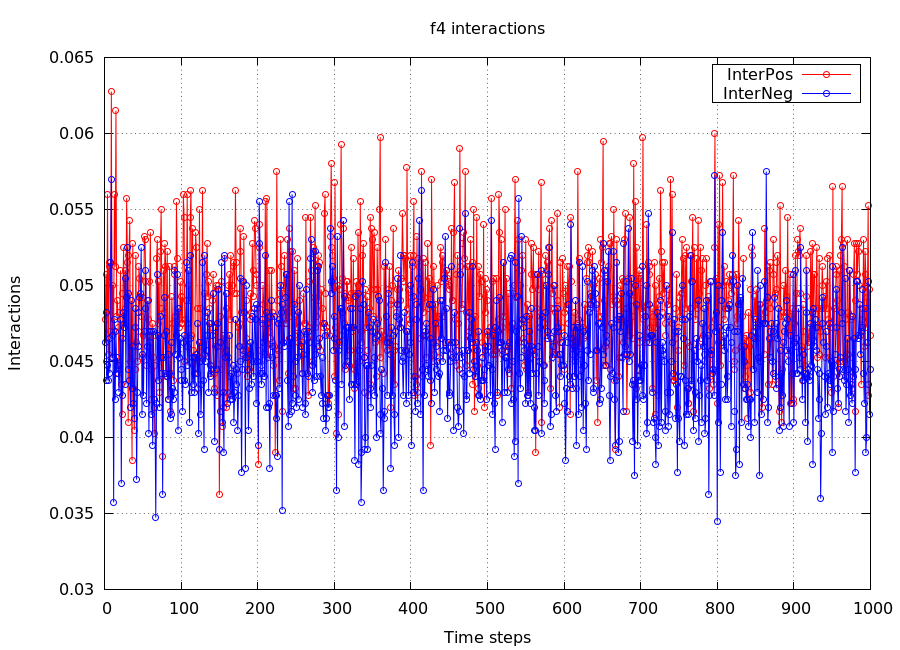 f4 interactions
0.065
0.06
0.055
0.05
0.045
0.04
0.035
0.03
Interactions
InterPos
InterNeg
0 100 200 300 400 500 600 700 800 900 1000
Time steps